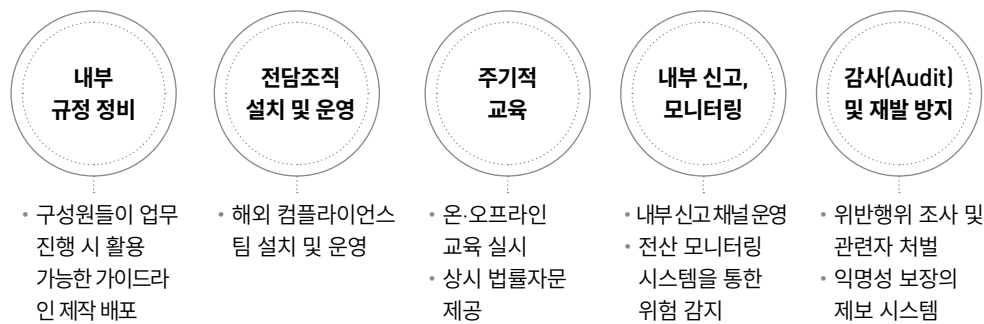 내부
규정 정비
전담조직
설치 및 운영
주기적
교육
내부 신고,
모니터링
감사(Audit)
및 재발 방지
• 구성원들이 업무
진행 시 활용
가능한 가이드라
인 제작 배포
• 해외 컴플라이언스
팀 설치 및 운영
• 온·오프라인
교육 실시
• 상시 법률자문
제공
• 내부 신고 채널 운영
• 전산 모니터링
시스템을 통한
위험 감지
• 위반행위 조사 및
관련자 처벌
• 익명성 보장의
제보 시스템